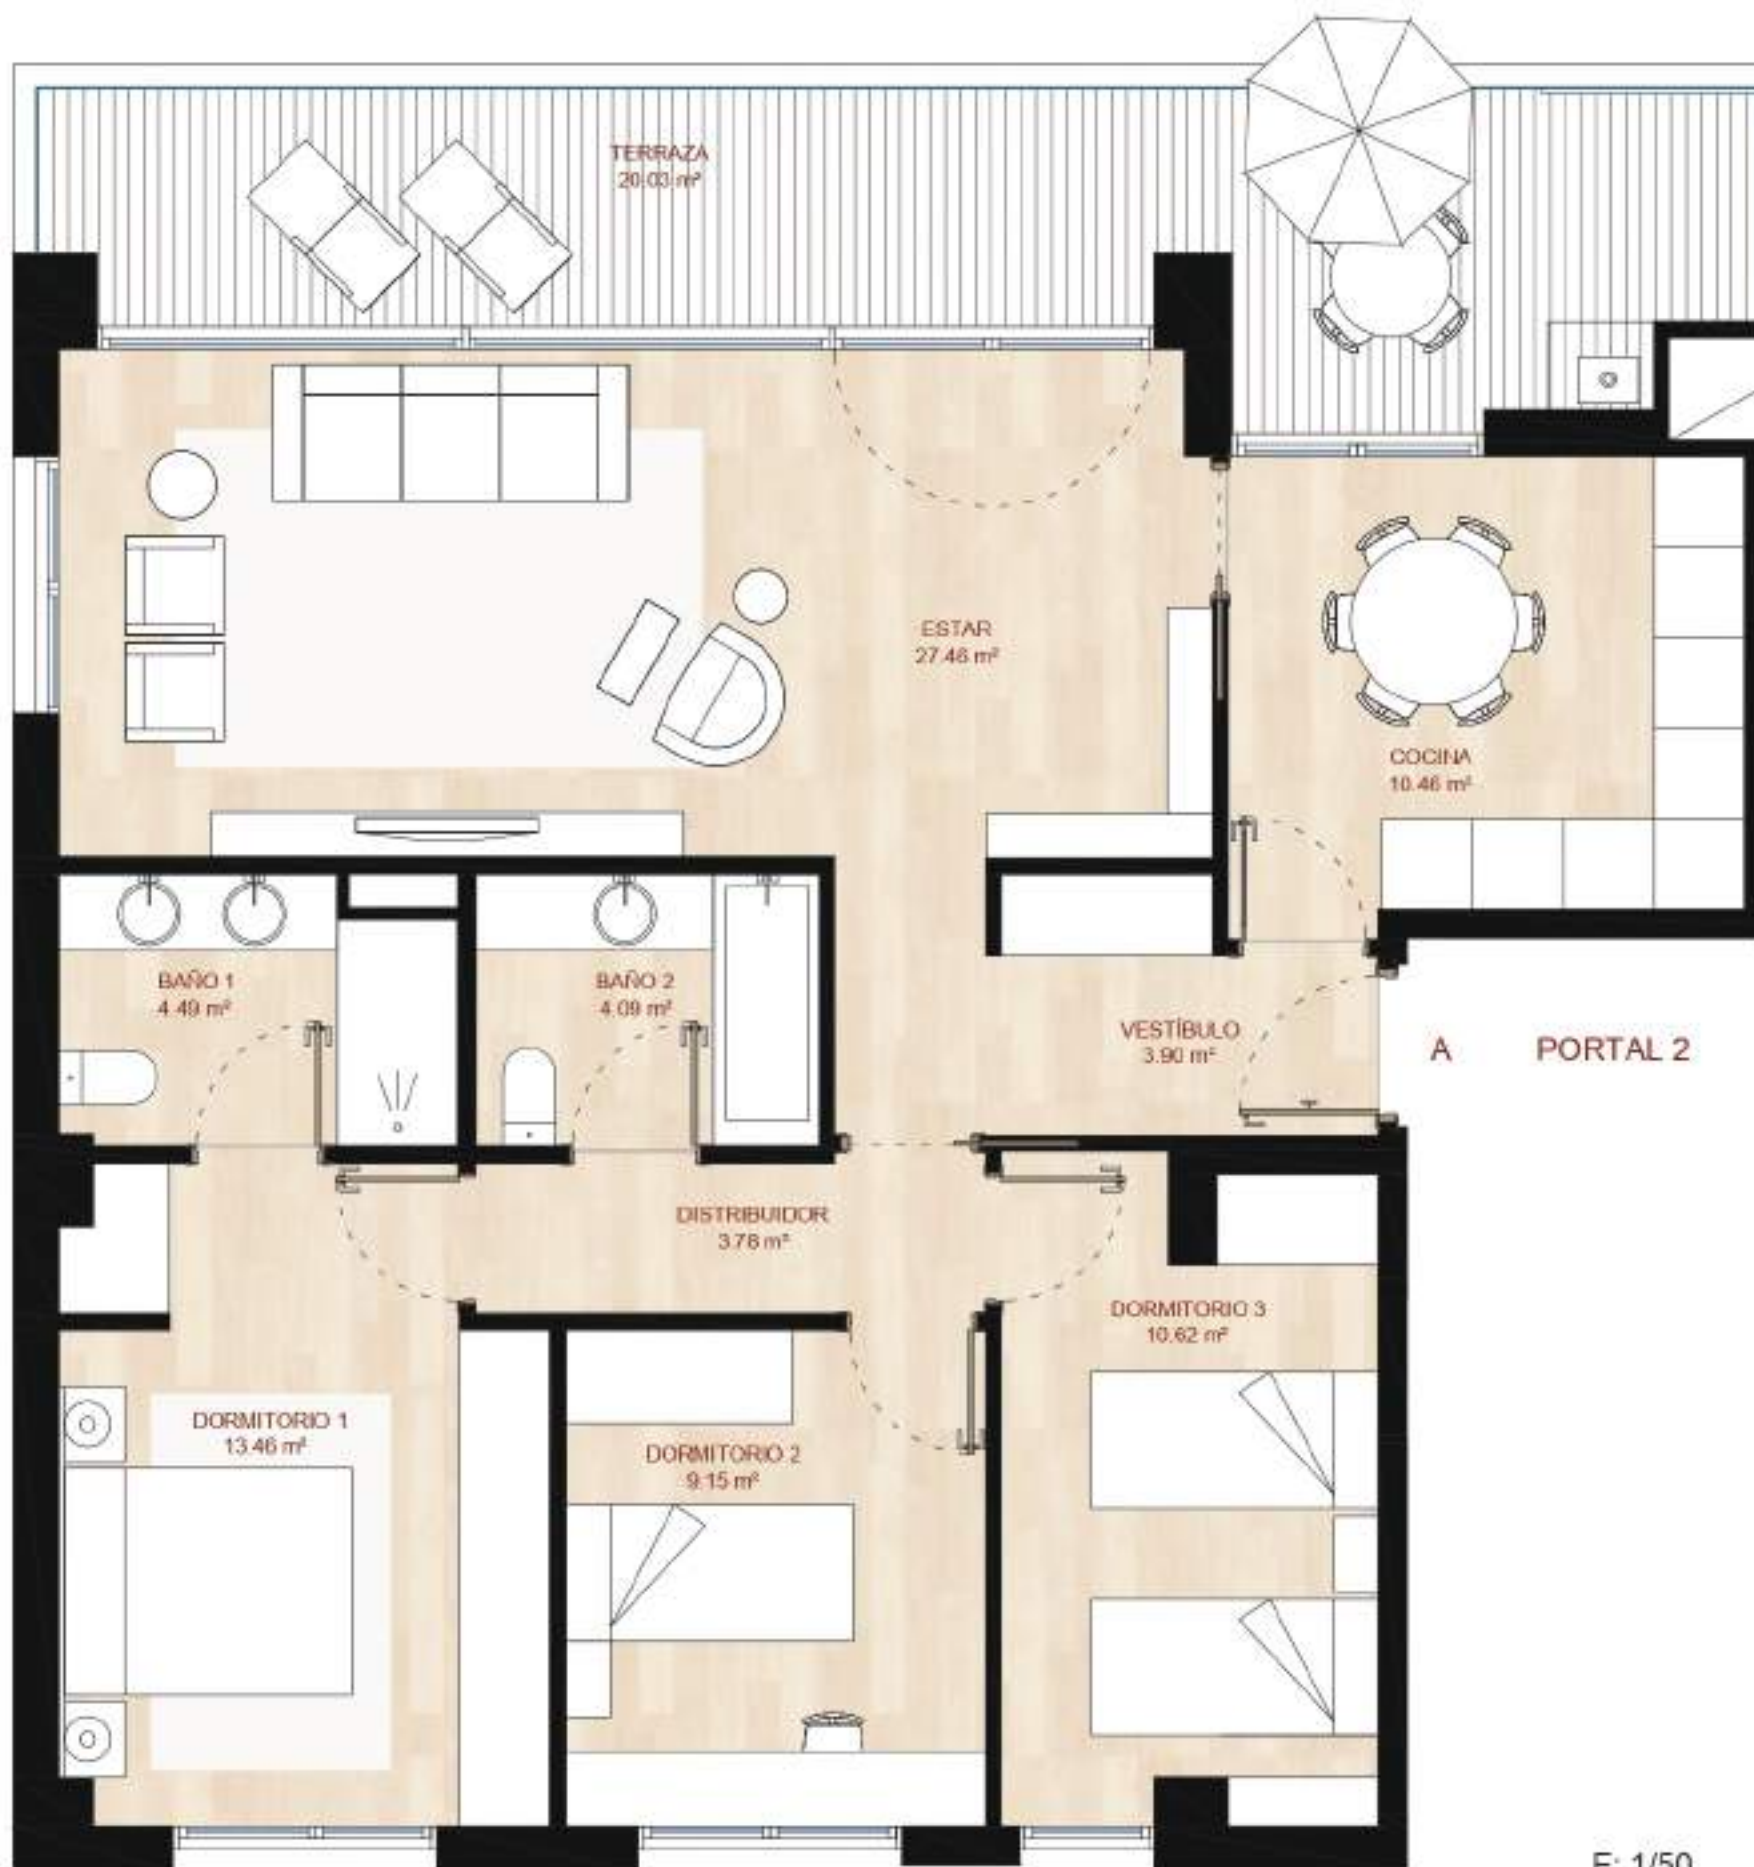 TERRAZA
20.03 m²
ESTAR
27.46 m²
COCINA
10.46 m²
BAÑO 1
4.49 m²
BAÑO 2
4.09 m²
VESTÍBULO
3.90 m²
A PORTAL 2
DISTRIBUIDOR
3.78 m²
DORMITORIO 3
10.62 m²
DORMITORIO 1
13.46 m²
DORMITORIO 2
9.15 m²
E: 1/50